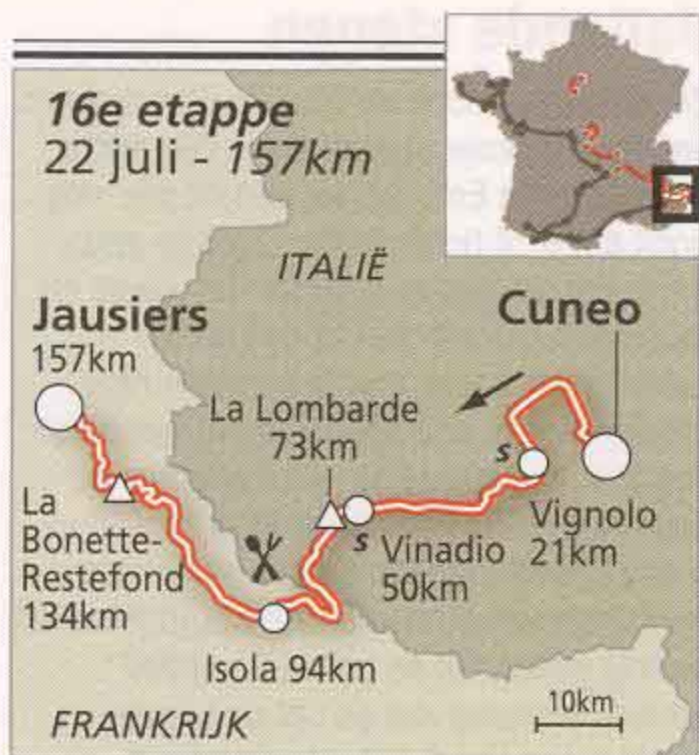 16e etappe
22 juli - 157km
ITALIË
Jausiers
157km
Cuneo
La Lombarde
73km
s
Vignolo
21km
s
Vinadio
50km
La
Bonette-
Restefond
134km
Isola 94km
10km
FRANKRIJK